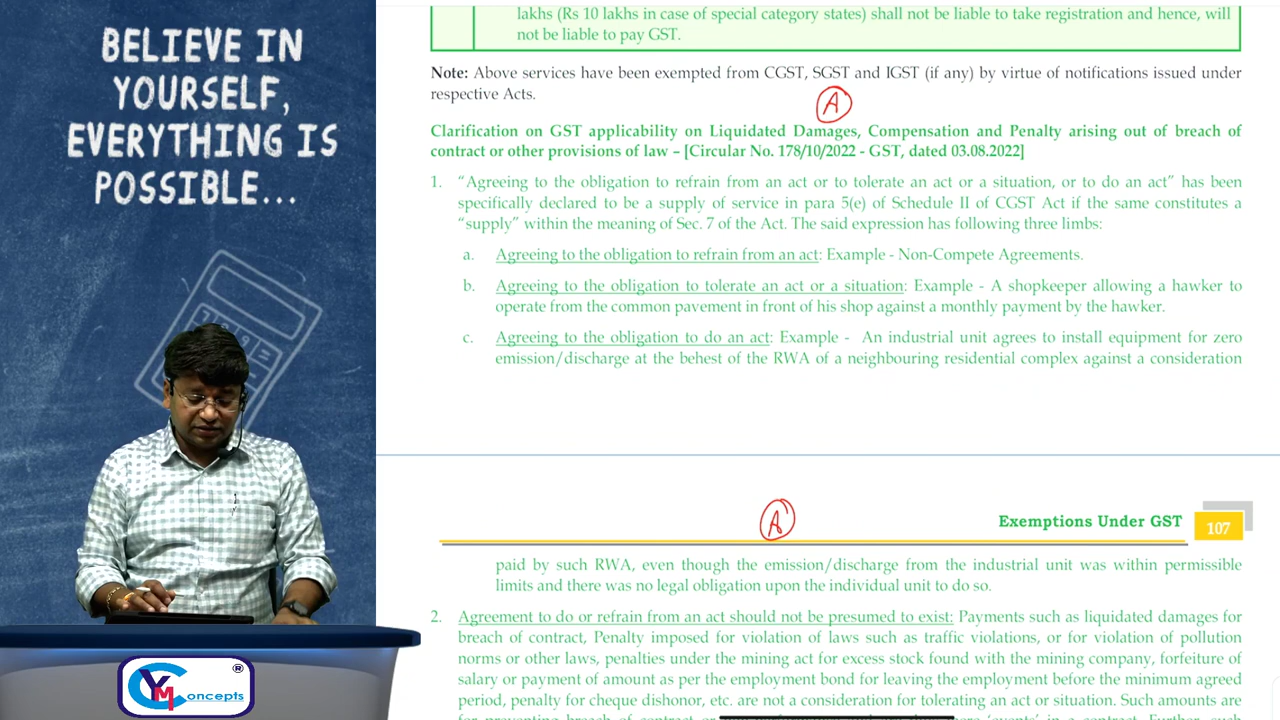 BELIEVE IN
YOURSELF,
EVERYTHING IS
POSSIBLE...
CYM Concepts ®
lakhs (Rs 10 lakhs in case of special category states) shall not be liable to take registration and hence, will
not be liable to pay GST.
Note: Above services have been exempted from CGST, SGST and IGST (if any) by virtue of notifications issued under
respective Acts.
A
Clarification on GST applicability on Liquidated Damages, Compensation and Penalty arising out of breach of
contract or other provisions of law – [Circular No. 178/10/2022 - GST, dated 03.08.2022]
1. "Agreeing to the obligation to refrain from an act or to tolerate an act or a situation, or to do an act" has been
specifically declared to be a supply of service in para 5(e) of Schedule II of CGST Act if the same constitutes a
"supply" within the meaning of Sec. 7 of the Act. The said expression has following three limbs:
a. Agreeing to the obligation to refrain from an act: Example - Non-Compete Agreements.
b. Agreeing to the obligation to tolerate an act or a situation: Example - A shopkeeper allowing a hawker to
operate from the common pavement in front of his shop against a monthly payment by the hawker.
c. Agreeing to the obligation to do an act: Example - An industrial unit agrees to install equipment for zero
emission/discharge at the behest of the RWA of a neighbouring residential complex against a consideration
A
Exemptions Under GST 107
paid by such RWA, even though the emission/discharge from the industrial unit was within permissible
limits and there was no legal obligation upon the individual unit to do so.
2. Agreement to do or refrain from an act should not be presumed to exist: Payments such as liquidated damages for
breach of contract, Penalty imposed for violation of laws such as traffic violations, or for violation of pollution
norms or other laws, penalties under the mining act for excess stock found with the mining company, forfeiture of
salary or payment of amount as per the employment bond for leaving the employment before the minimum agreed
period, penalty for cheque dishonor, etc. are not a consideration for tolerating an act or situation. Such amounts are
for preventing breach of contract or